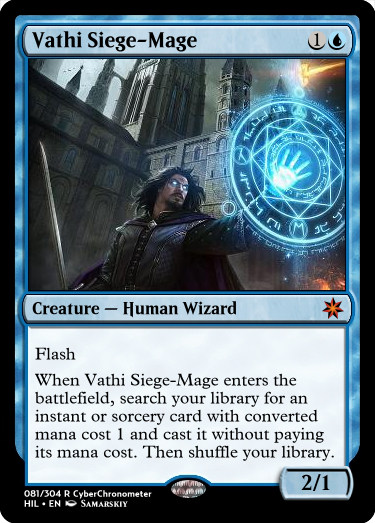 Vathi Siege-Mage 1
Creature — Human Wizard
Flash
When Vathi Siege-Mage enters the
battlefield, search your library for an
instant or sorcery card with converted
mana cost 1 and cast it without paying
its mana cost. Then shuffle your library.
2/1
081/304 R CyberChronometer
HIL • EN Samarskiy